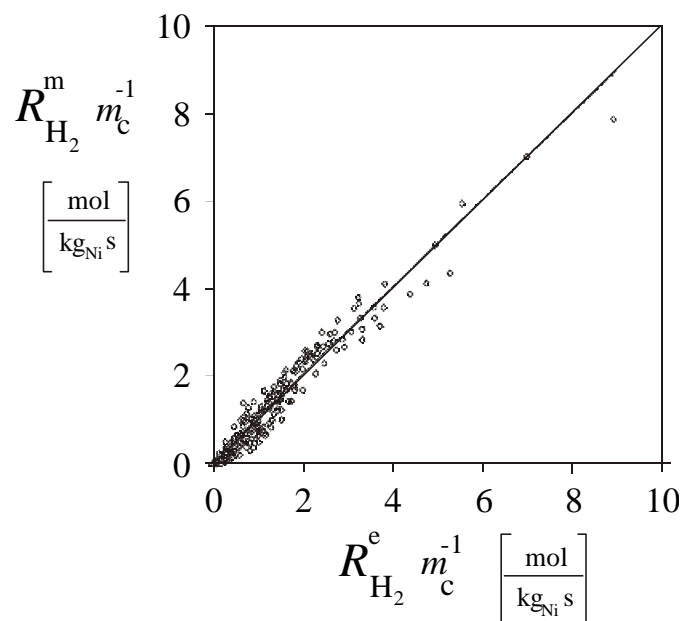 10
8
6
4
2
0
R^m_H₂ m_c^-1
[mol / kg_Ni s]
0 2 4 6 8 10
R^e_H₂ m_c^-1 [mol / kg_Ni s]